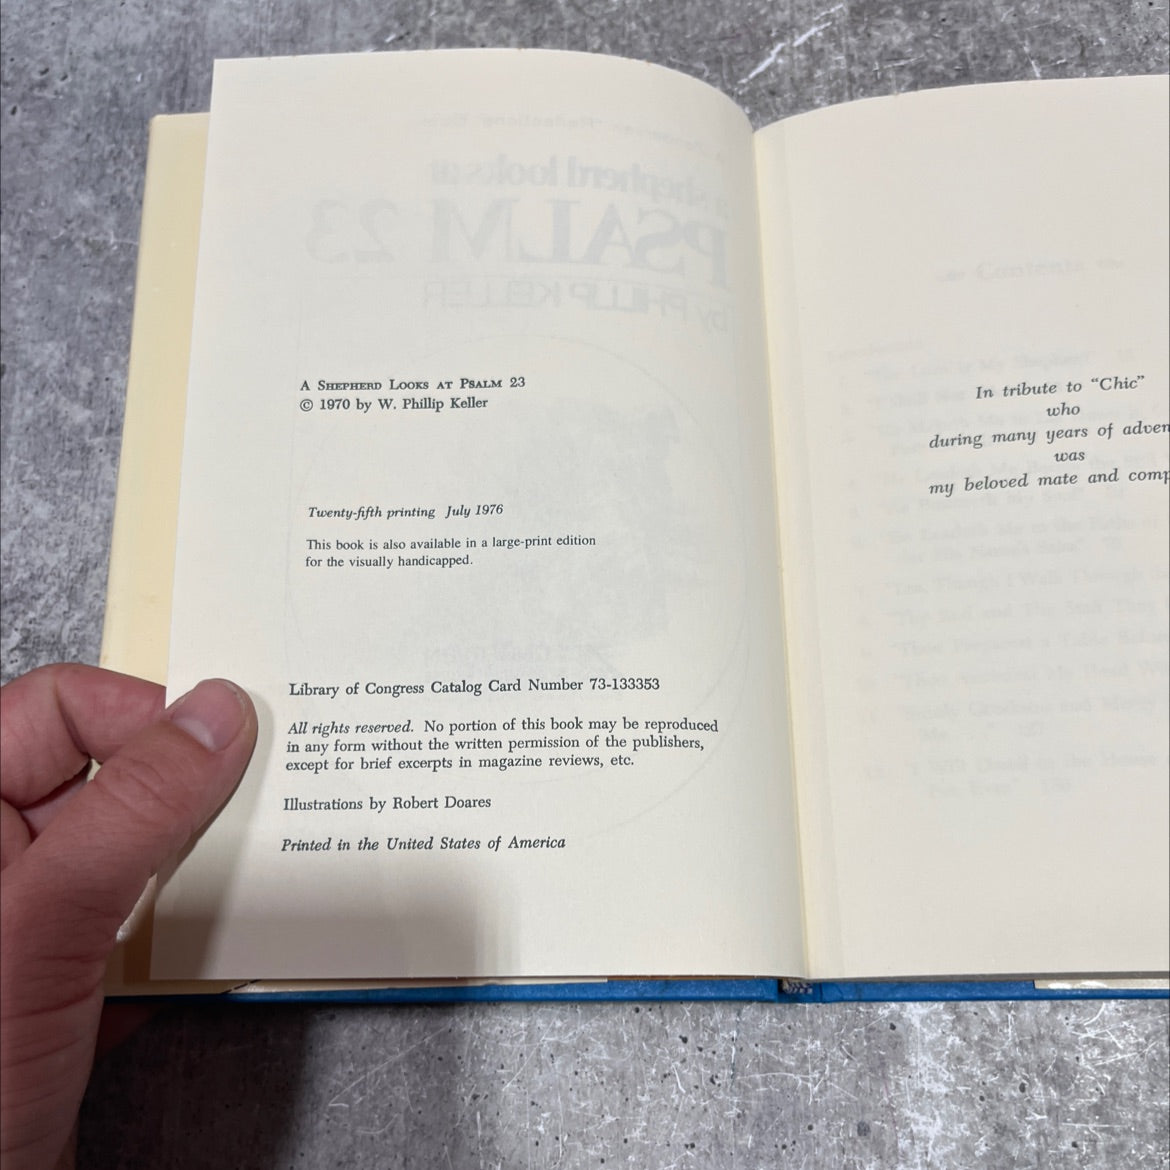 A Shepherd Looks at Psalm 23
© 1970 by W. Phillip Keller
Twenty-fifth printing July 1976
This book is also available in a large-print edition
for the visually handicapped.
Library of Congress Catalog Card Number 73-133353
All rights reserved. No portion of this book may be reproduced
in any form without the written permission of the publishers,
except for brief excerpts in magazine reviews, etc.
Illustrations by Robert Doares
Printed in the United States of America
In tribute to "Chic"
who
during many years of adven
was
my beloved mate and comp